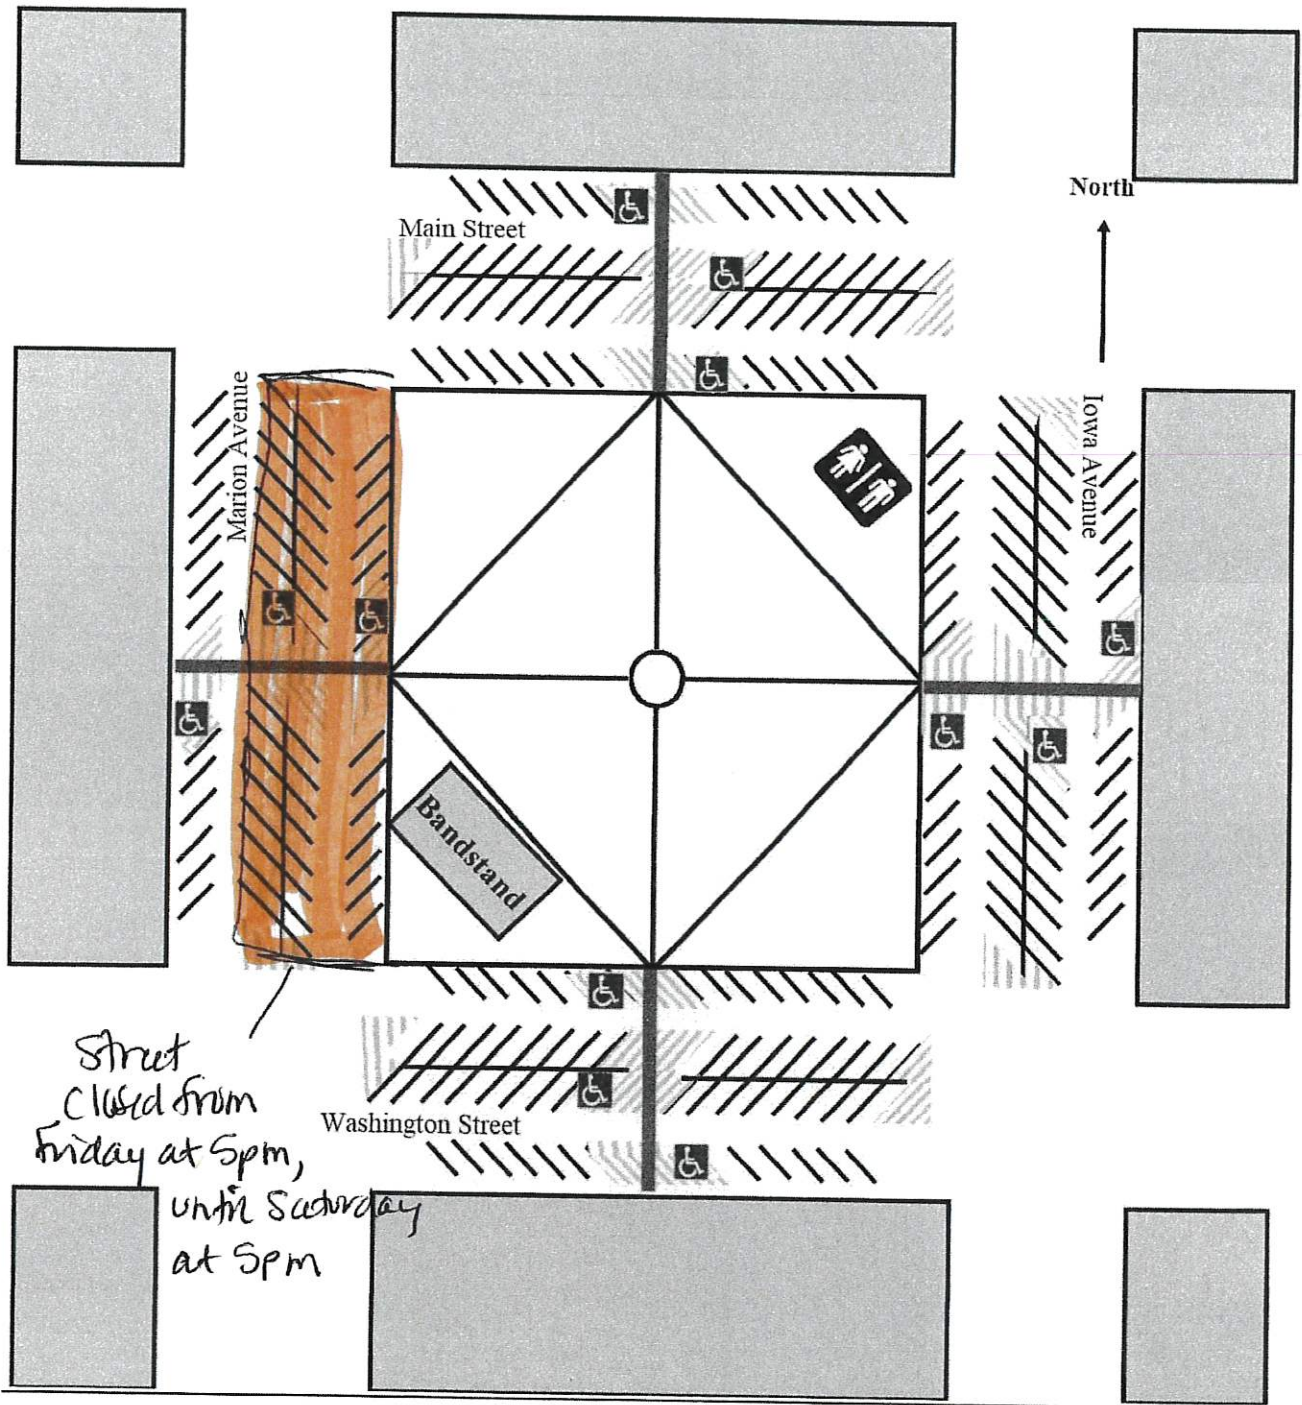 North
Main Street
Marion Avenue
Iowa Avenue
Bandstand
Washington Street
Street
Closed from
Friday at 5pm,
until Saturday
at 5pm